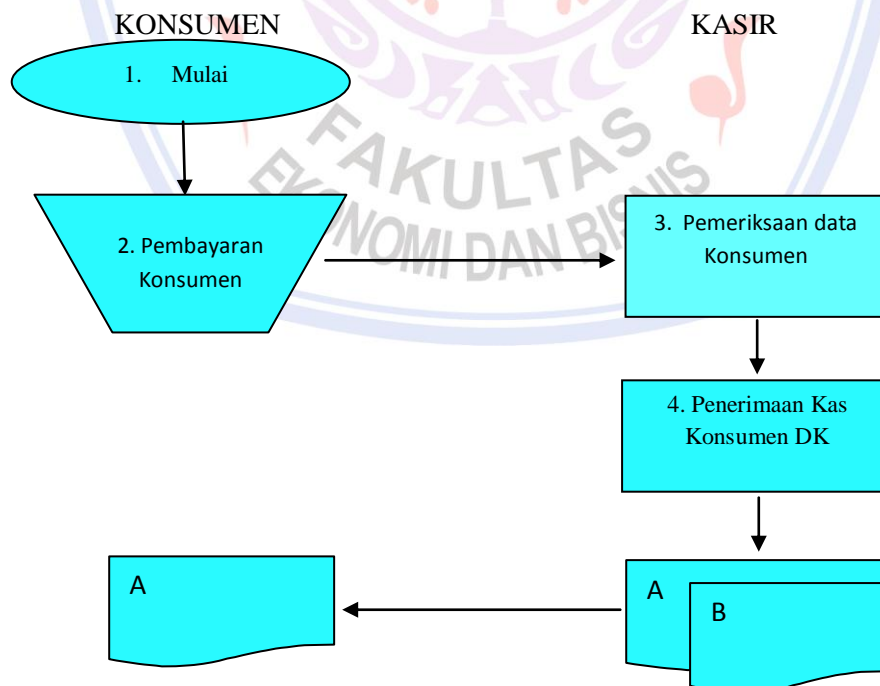 KONSUMEN
KASIR
1. Mulai
FAKULTAS
EKONOMI DAN BISNIS
2. Pembayaran
Konsumen
3. Pemeriksaan data
Konsumen
4. Penerimaan Kas
Konsumen DK
A
A
B